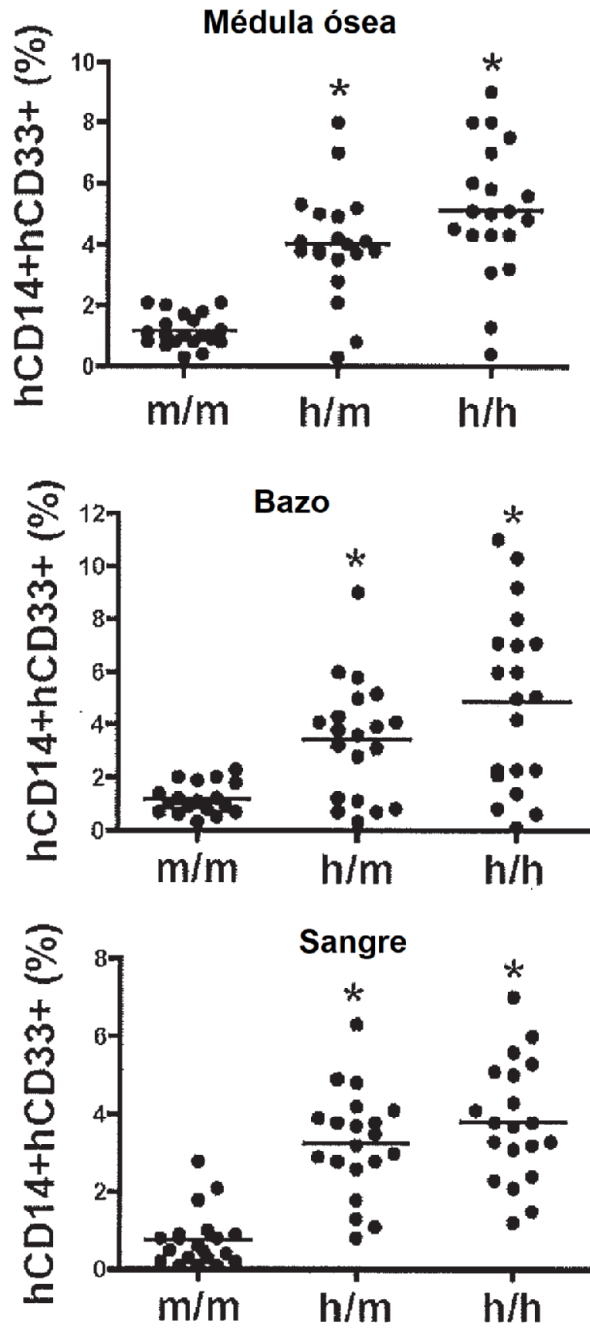 Médula ósea
hCD14+hCD33+ (%)
10
8
6
4
2
0
*
*
m/m
h/m
h/h
Bazo
hCD14+hCD33+ (%)
12
10
8
6
4
2
0
*
*
m/m
h/m
h/h
Sangre
hCD14+hCD33+ (%)
8
6
4
2
0
*
*
m/m
h/m
h/h